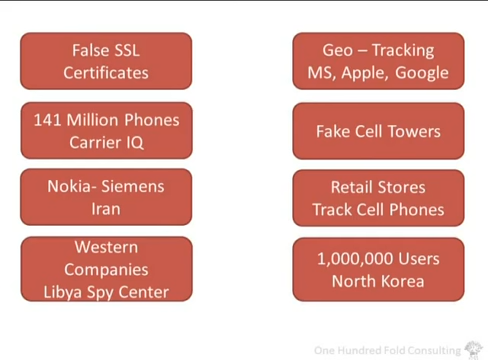 False SSL
Certificates
141 Million Phones
Carrier IQ
Nokia- Siemens
Iran
Western
Companies
Libya Spy Center
Geo – Tracking
MS, Apple, Google
Fake Cell Towers
Retail Stores
Track Cell Phones
1,000,000 Users
North Korea
One Hundred Fold Consulting